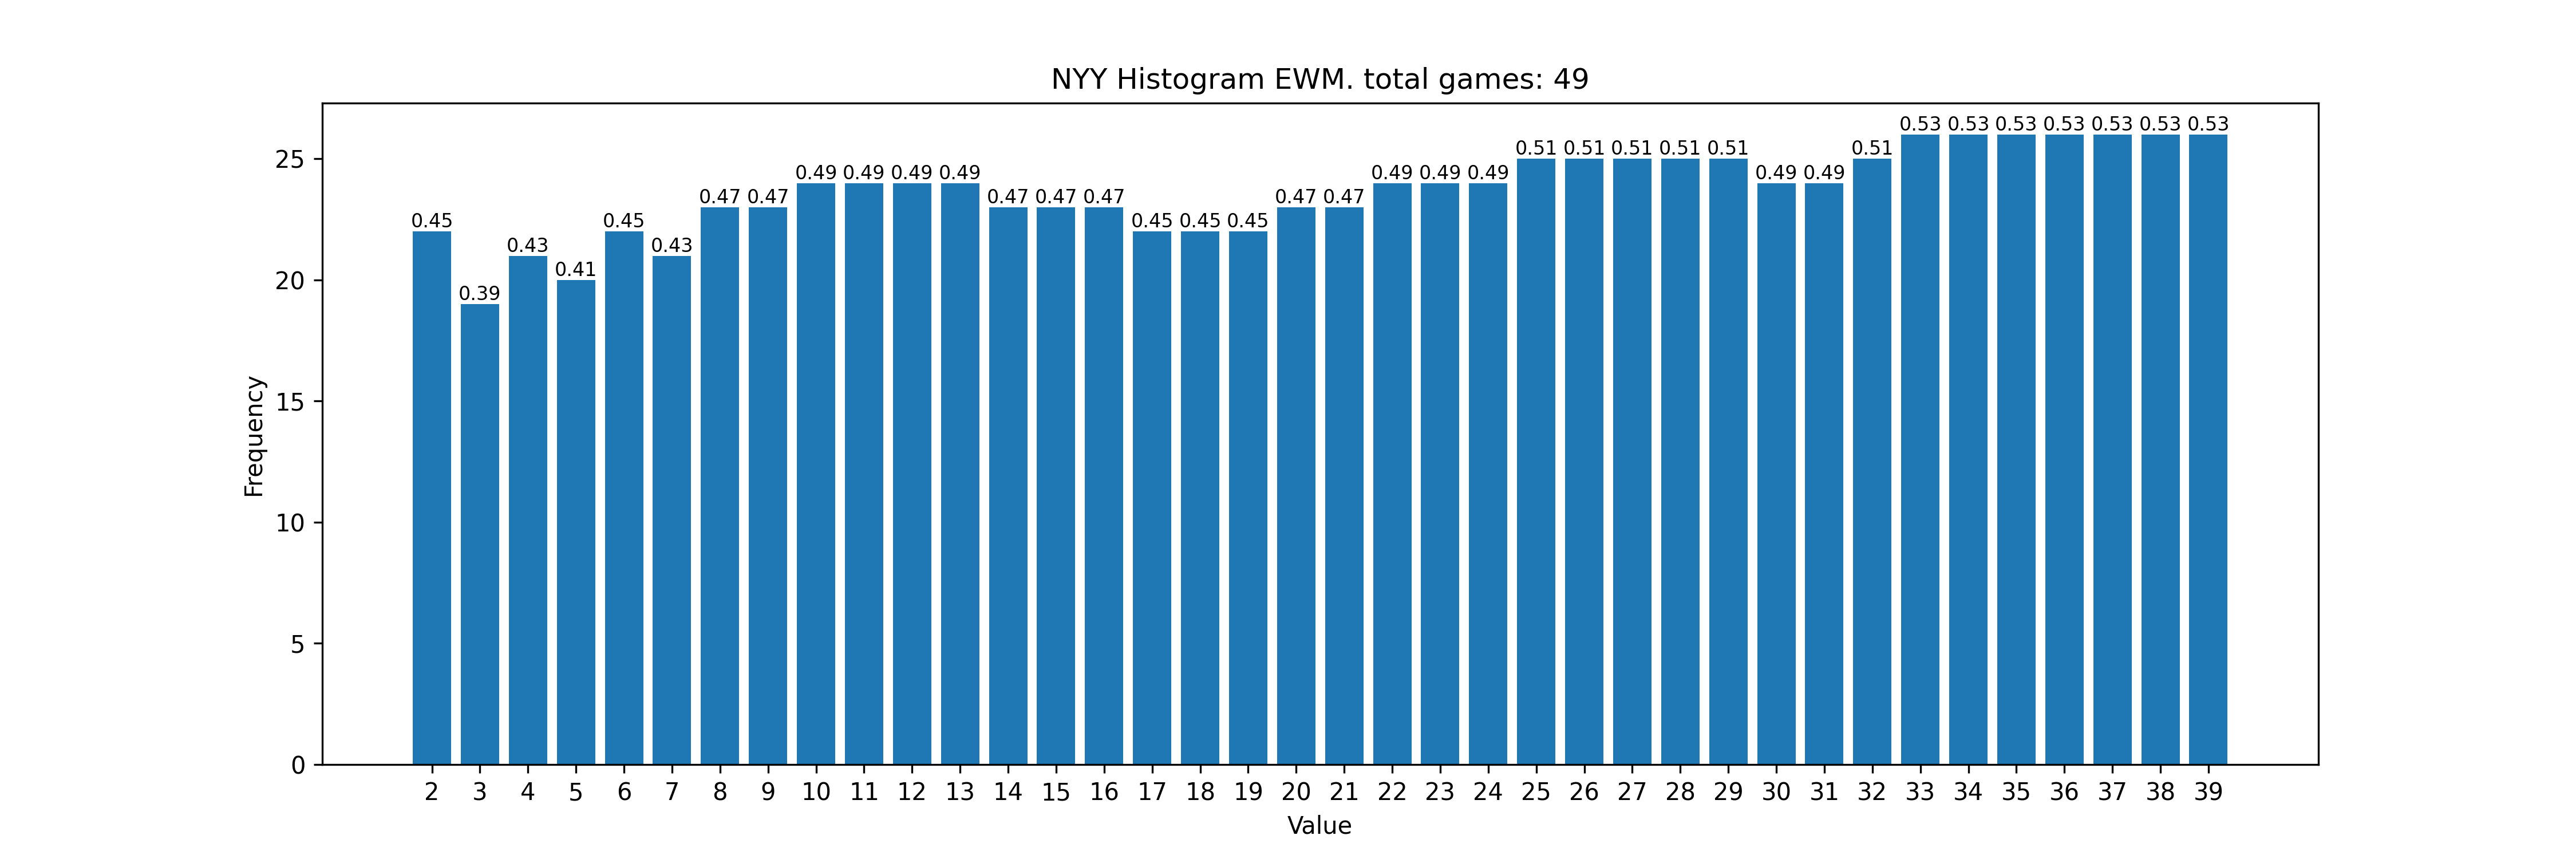 NYY Histogram EWM. total games: 49
0.45 0.39 0.43 0.41 0.45 0.43 0.47 0.47 0.49 0.49 0.49 0.49 0.47 0.47 0.47 0.45 0.45 0.45 0.47 0.47 0.49 0.49 0.49 0.51 0.51 0.51 0.51 0.51 0.49 0.49 0.51 0.53 0.53 0.53 0.53 0.53 0.53 0.53
25
20
15
10
5
0
Frequency
2 3 4 5 6 7 8 9 10 11 12 13 14 15 16 17 18 19 20 21 22 23 24 25 26 27 28 29 30 31 32 33 34 35 36 37 38 39
Value